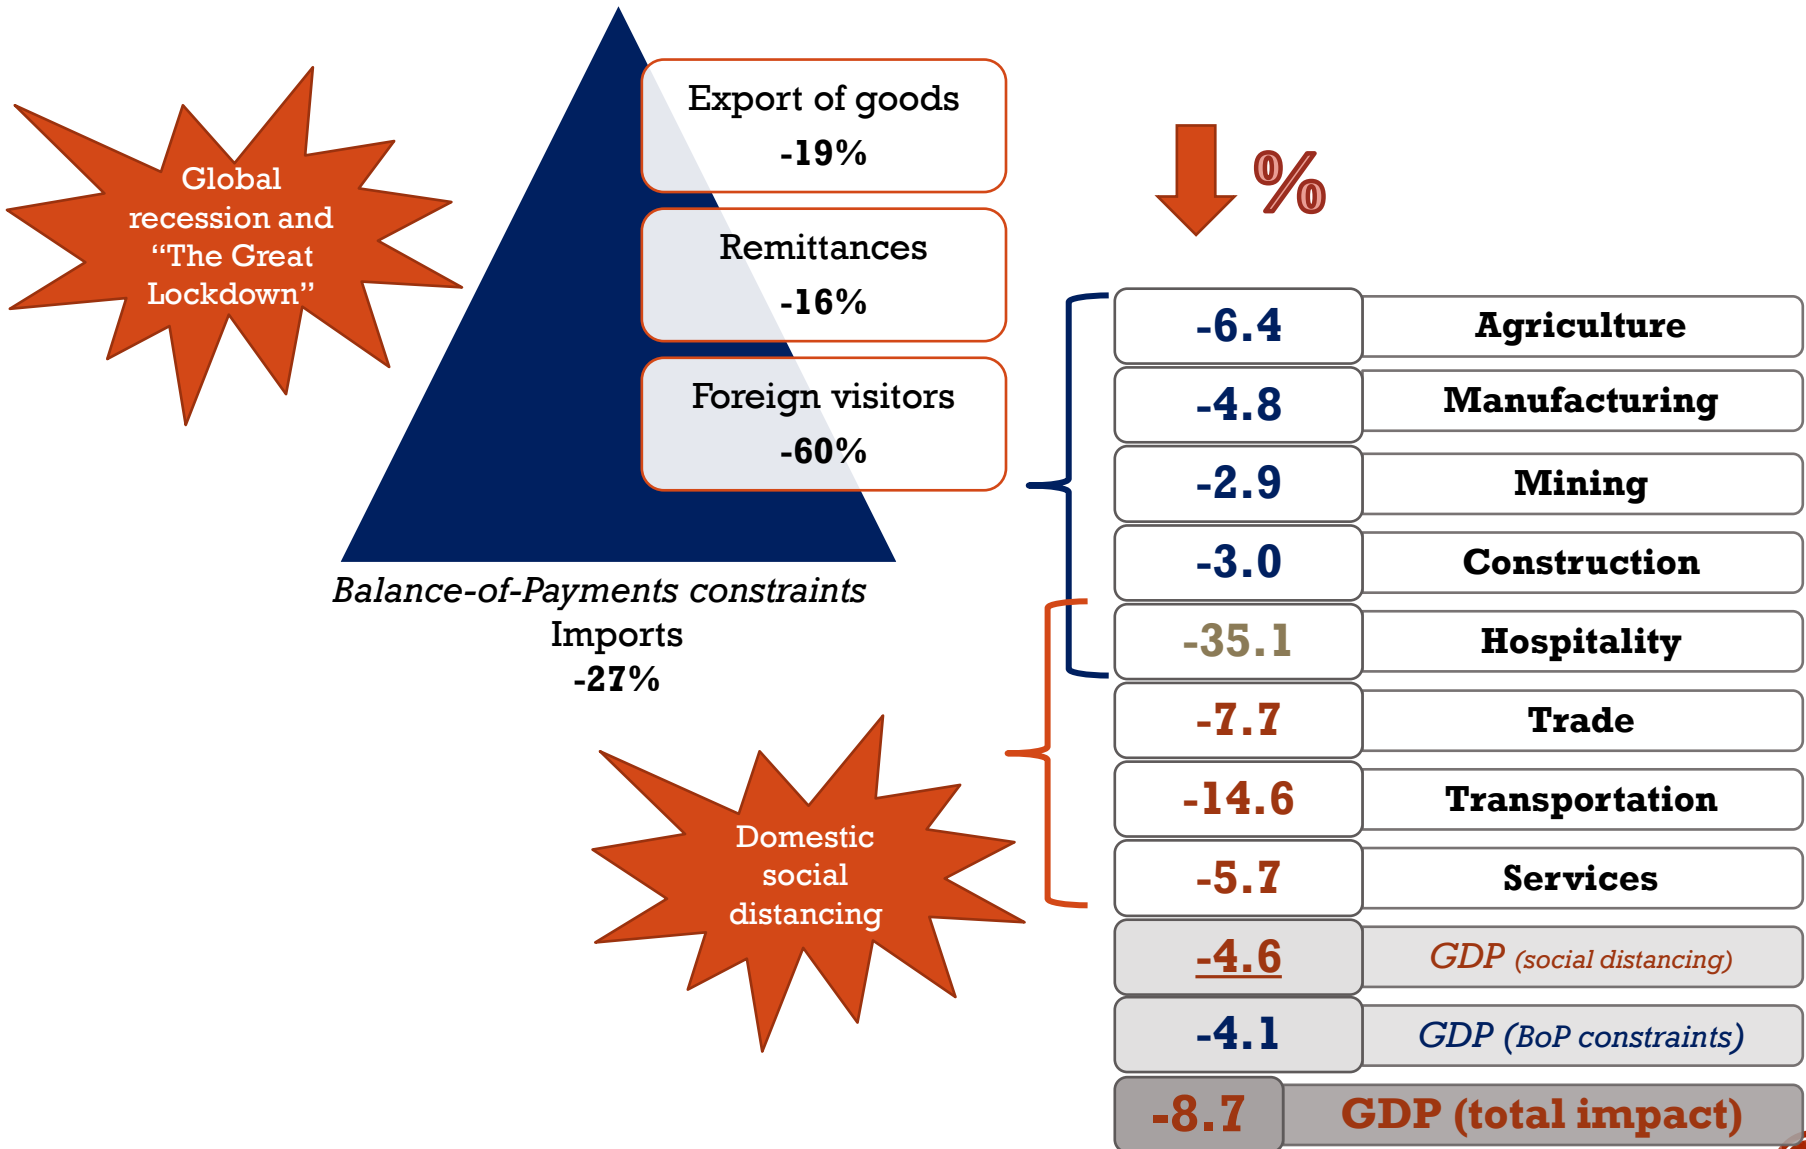 Global
recession and
“The Great
Lockdown”
Export of goods
-19%
Remittances
-16%
Foreign visitors
-60%
Balance-of-Payments constraints
Imports
-27%
Domestic
social
distancing
%
-6.4 Agriculture
-4.8 Manufacturing
-2.9 Mining
-3.0 Construction
-35.1 Hospitality
-7.7 Trade
-14.6 Transportation
-5.7 Services
-4.6 GDP (social distancing)
-4.1 GDP (BoP constraints)
-8.7 GDP (total impact)